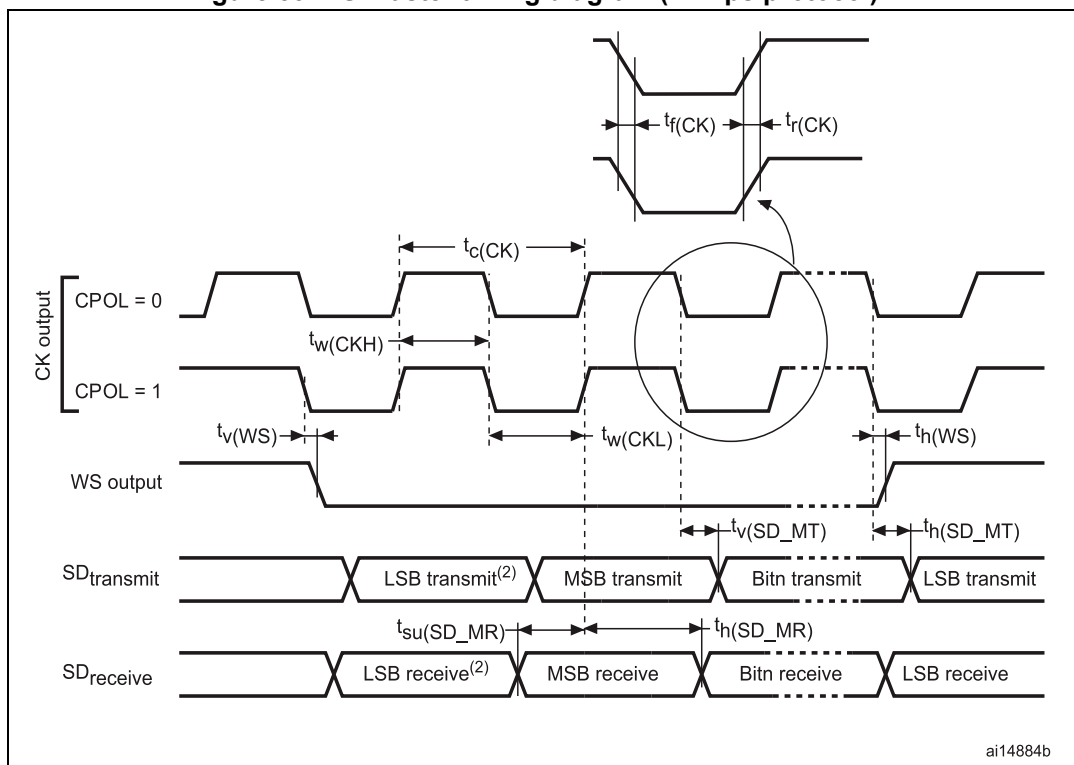 tf(CK)
tr(CK)
tc(CK)
CK output
CPOL = 0
tw(CKH)
CPOL = 1
tv(WS)
tw(CKL)
th(WS)
WS output
tv(SD_MT)
th(SD_MT)
SDtransmit
LSB transmit(2)
MSB transmit
Bitn transmit
LSB transmit
tsu(SD_MR)
th(SD_MR)
SDreceive
LSB receive(2)
MSB receive
Bitn receive
LSB receive
ai14884b